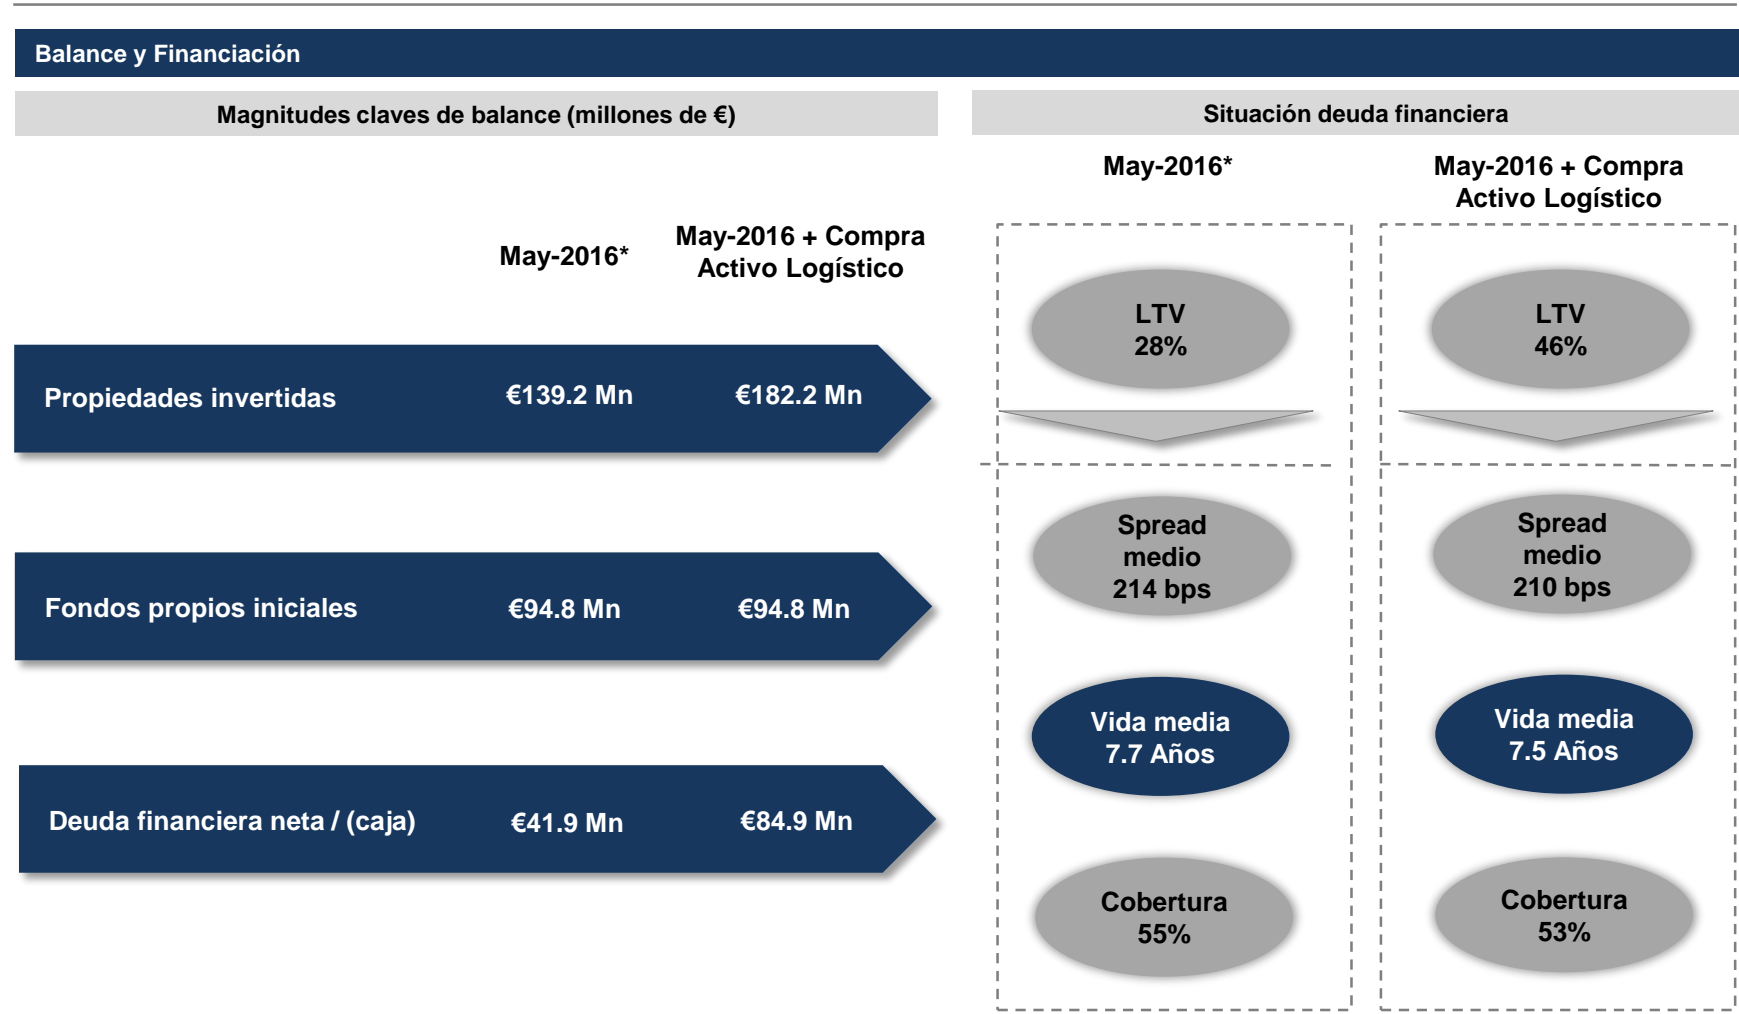 Balance y Financiación
Magnitudes claves de balance (millones de €)
May-2016*
May-2016 + Compra
Activo Logístico
Propiedades invertidas €139.2 Mn €182.2 Mn
Fondos propios iniciales €94.8 Mn €94.8 Mn
Deuda financiera neta / (caja) €41.9 Mn €84.9 Mn
Situación deuda financiera
May-2016*
LTV
28%
Spread
medio
214 bps
Vida media
7.7 Años
Cobertura
55%
May-2016 + Compra
Activo Logístico
LTV
46%
Spread
medio
210 bps
Vida media
7.5 Años
Cobertura
53%